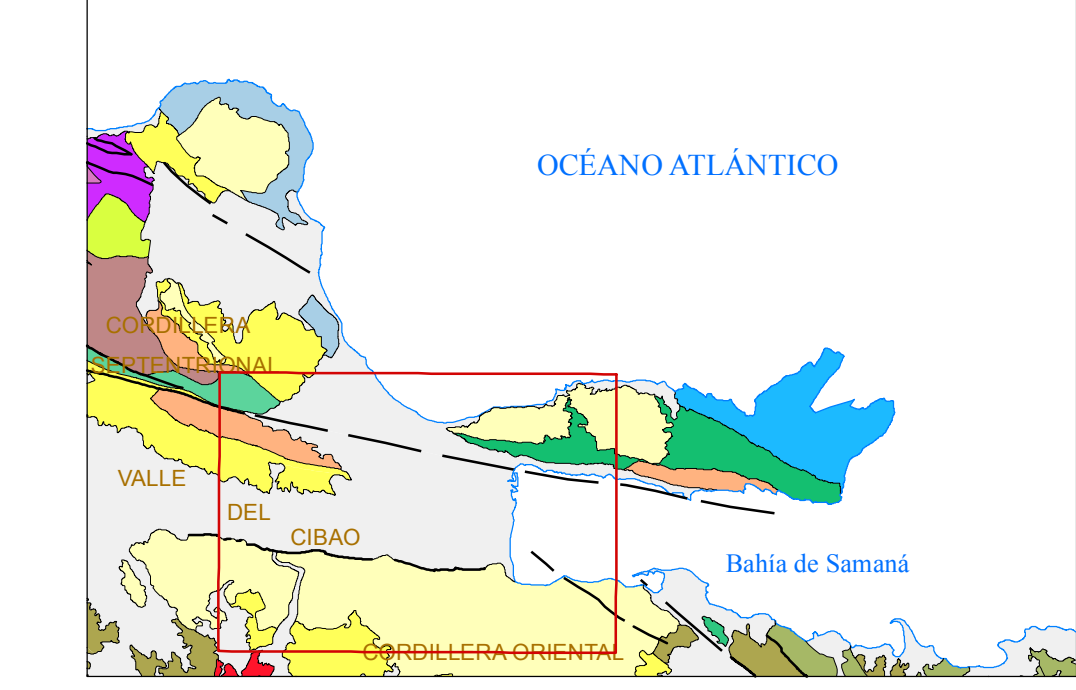 OCÉANO ATLÁNTICO
CORDILLERA
SEPTENTRIONAL
VALLE
DEL
CIBAO
Bahía de Samaná
CORDILLERA ORIENTAL